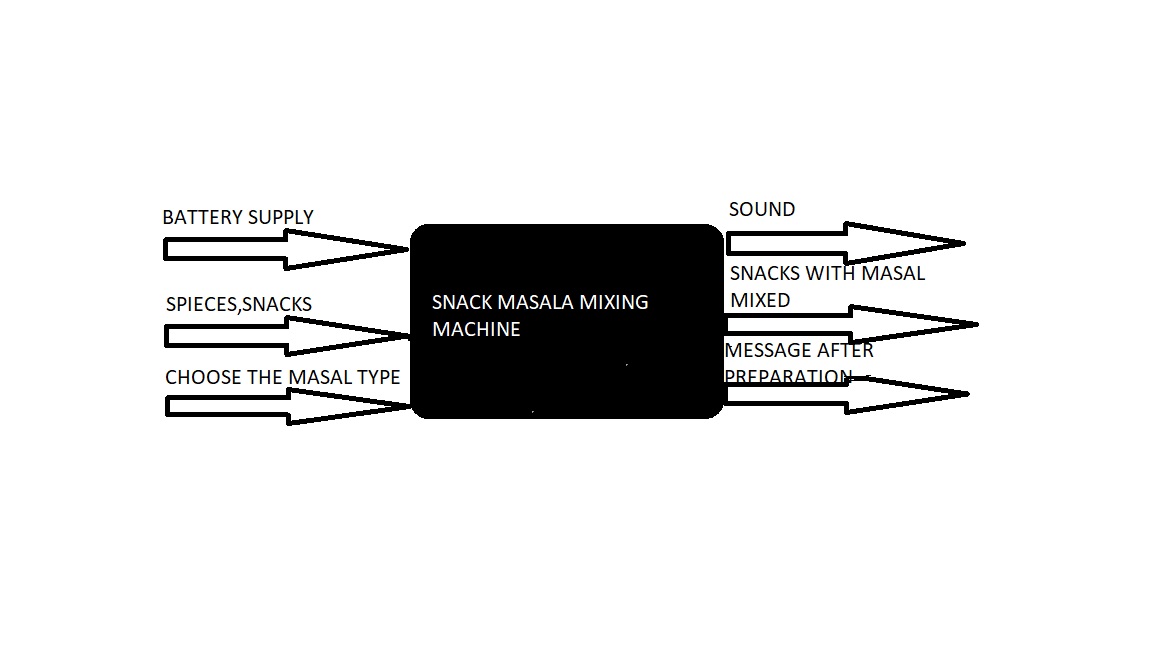 BATTERY SUPPLY
SPIECES,SNACKS
CHOOSE THE MASAL TYPE
SNACK MASALA MIXING
MACHINE
SOUND
SNACKS WITH MASAL
MIXED
MESSAGE AFTER
PREPARATION